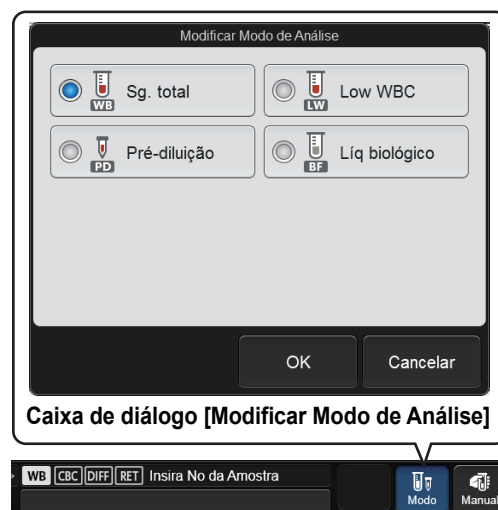 Modificar Modo de Análise
WB Sg. total
LW Low WBC
PD Pré-diluição
BF Líq biológico
OK Cancelar
Caixa de diálogo [Modificar Modo de Análise]
WB CBC DIFF RET Insira No da Amostra
Modo Manual